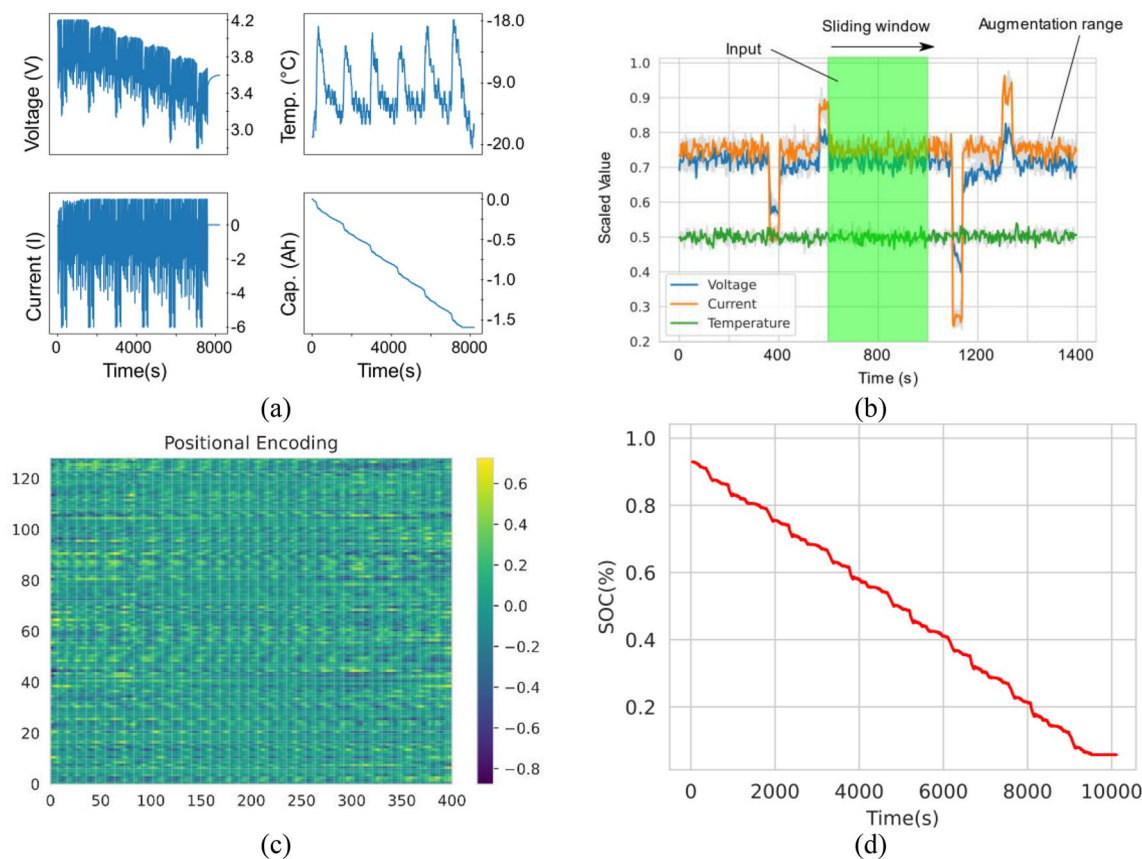 Voltage (V)
4.2
3.8
3.4
3.0
Temp. (°C)
-18.0
-9.0
-20.0
Current (I)
0
-2
-4
-6
0 4000 8000
Time(s)
Cap. (Ah)
0.0
-0.5
-1.0
-1.5
0 4000 8000
Time(s)
(a)
Sliding window
Input
Augmentation range
Scaled Value
1.0
0.9
0.8
0.7
0.6
0.5
0.4
0.3
0.2
Voltage
Current
Temperature
0 400 800 1200 1400
Time (s)
(b)
Positional Encoding
120
100
80
60
40
20
0
0 50 100 150 200 250 300 350 400
0.6
0.4
0.2
0.0
−0.2
−0.4
−0.6
−0.8
(c)
SOC(%)
1.0
0.8
0.6
0.4
0.2
0 2000 4000 6000 8000 10000
Time(s)
(d)